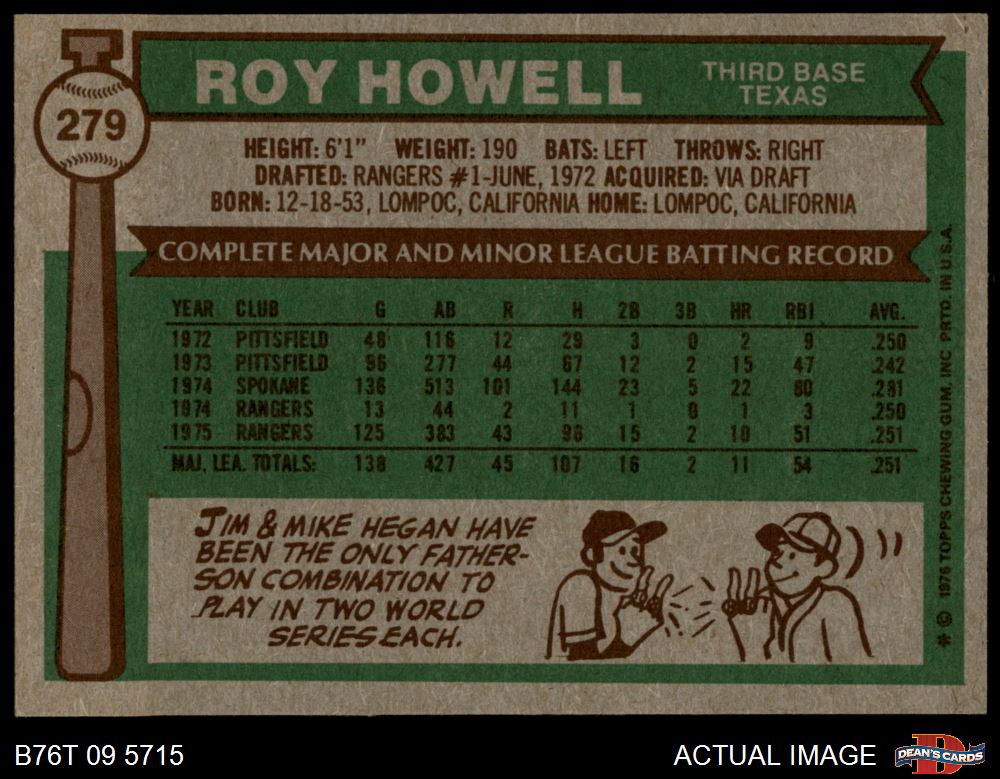 279
ROY HOWELL
THIRD BASE
TEXAS
HEIGHT: 6'1" WEIGHT: 190 BATS: LEFT THROWS: RIGHT
DRAFTED: RANGERS #1-JUNE, 1972 ACQUIRED: VIA DRAFT
BORN: 12-18-53, LOMPOC, CALIFORNIA HOME: LOMPOC, CALIFORNIA
COMPLETE MAJOR AND MINOR LEAGUE BATTING RECORD
YEAR CLUB G AB R H 2B 3B HR RBI AVG.
1972 PITTSFIELD 48 116 12 29 3 0 2 9 .250
1973 PITTSFIELD 96 277 44 67 12 2 15 47 .242
1974 SPOKANE 136 513 101 144 23 5 22 80 .281
1974 RANGERS 13 44 2 11 1 0 1 3 .250
1975 RANGERS 125 383 43 96 15 2 10 51 .251
MAJ. LEA. TOTALS: 138 427 45 107 16 2 11 54 .251
JIM & MIKE HEGAN HAVE
BEEN THE ONLY FATHER-
SON COMBINATION TO
PLAY IN TWO WORLD
SERIES EACH.
* © 1976 TOPPS CHEWING GUM, INC. PRTD. IN U.S.A.
B76T 09 5715
ACTUAL IMAGE
D
DEAN'S CARDS